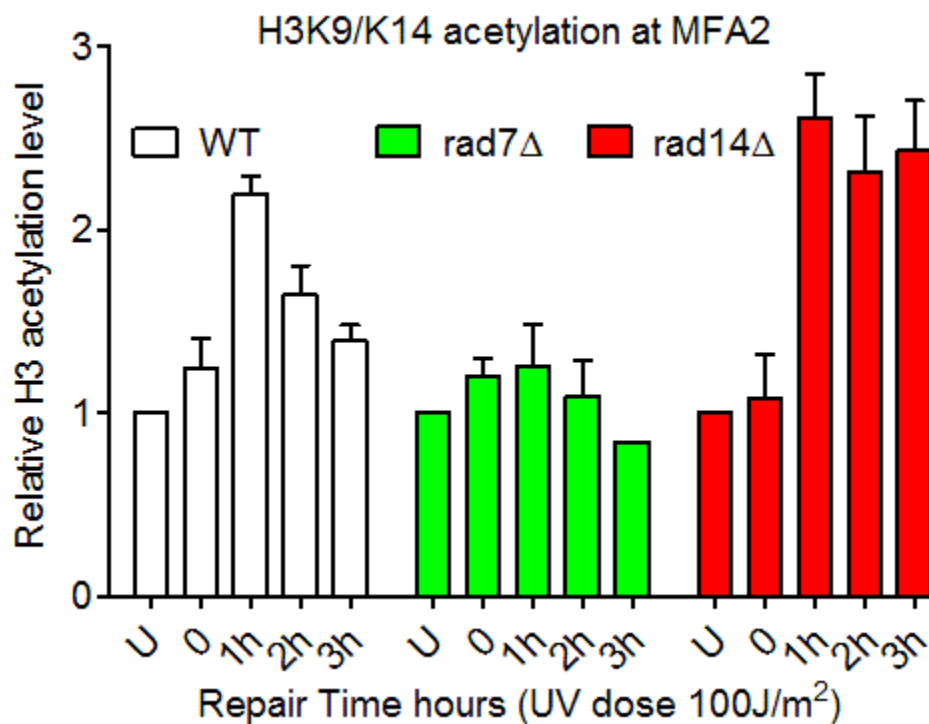 H3K9/K14 acetylation at MFA2
Relative H3 acetylation level
3
2
1
0
WT
rad7Δ
rad14Δ
U 0 1h 2h 3h U 0 1h 2h 3h U 0 1h 2h 3h
Repair Time hours (UV dose 100J/m²)